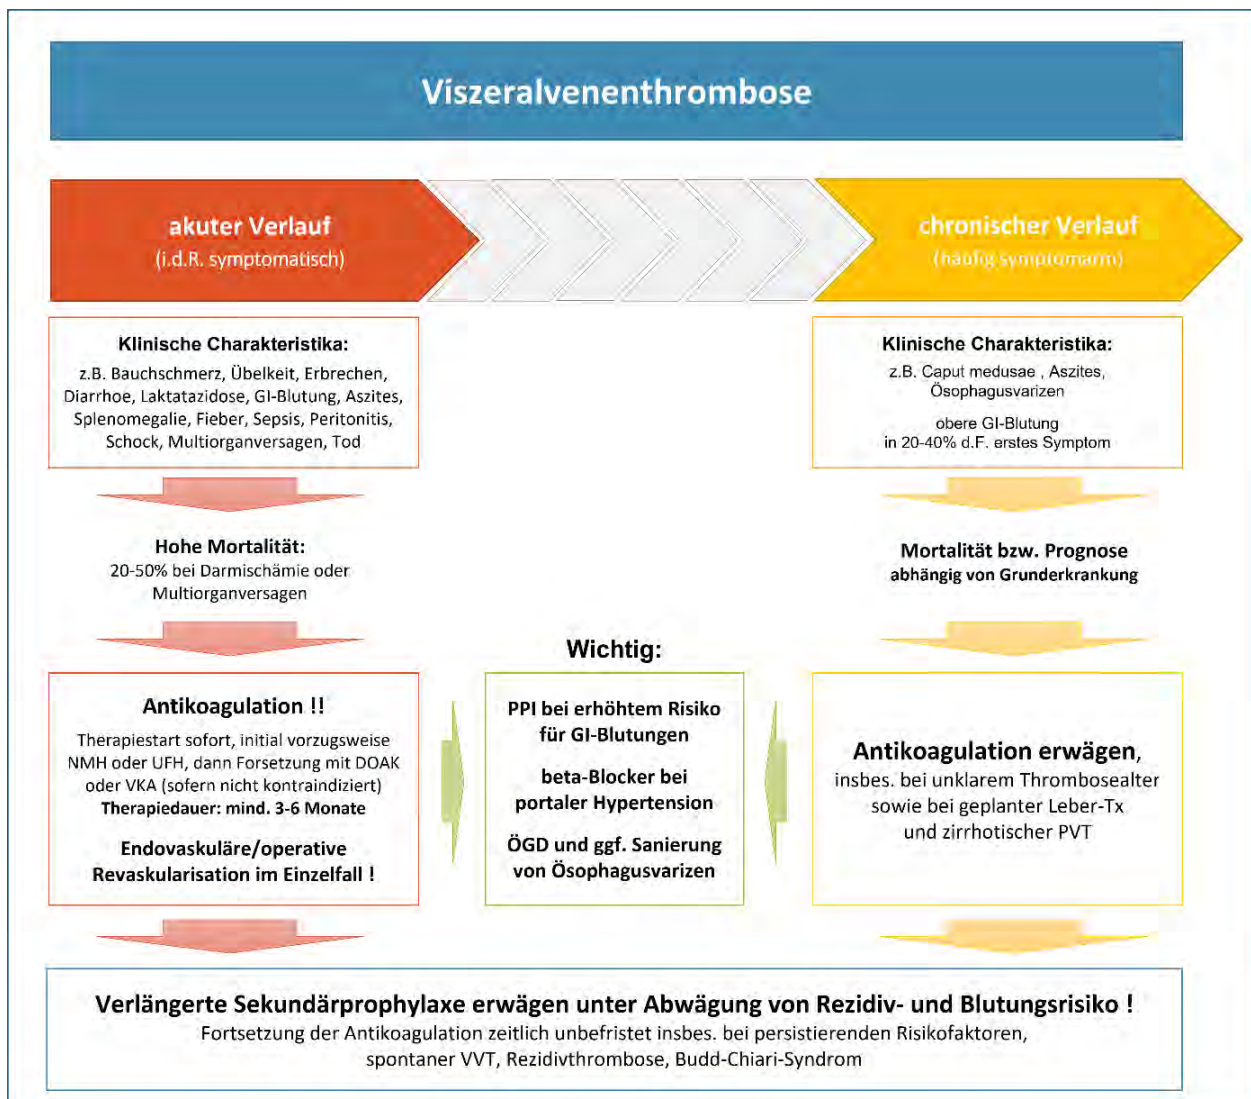 Viszeralvenenthrombose
akuter Verlauf
(i.d.R. symptomatisch)
chronischer Verlauf
(häufig symptomarm)
Klinische Charakteristika:
z.B. Bauchschmerz, Übelkeit, Erbrechen,
Diarrhoe, Laktatazidose, GI-Blutung, Aszites,
Splenomegalie, Fieber, Sepsis, Peritonitis,
Schock, Multiorganversagen, Tod
Klinische Charakteristika:
z.B. Caput medusae , Aszites,
Ösophagusvarizen
obere GI-Blutung
in 20-40% d.F. erstes Symptom
Hohe Mortalität:
20-50% bei Darmischämie oder
Multiorganversagen
Mortalität bzw. Prognose
abhängig von Grunderkrankung
Antikoagulation !!
Therapiestart sofort, initial vorzugsweise
NMH oder UFH, dann Forsetzung mit DOAK
oder VKA (sofern nicht kontraindiziert)
Therapiedauer: mind. 3-6 Monate
Endovaskuläre/operative
Revaskularisation im Einzelfall !
Wichtig:
PPI bei erhöhtem Risiko
für GI-Blutungen
beta-Blocker bei
portaler Hypertension
ÖGD und ggf. Sanierung
von Ösophagusvarizen
Antikoagulation erwägen,
insbes. bei unklarem Thrombosealter
sowie bei geplanter Leber-Tx
und zirrhotischer PVT
Verlängerte Sekundärprophylaxe erwägen unter Abwägung von Rezidiv- und Blutungsrisiko !
Fortsetzung der Antikoagulation zeitlich unbefristet insbes. bei persistierenden Risikofaktoren,
spontaner VVT, Rezidivthrombose, Budd-Chiari-Syndrom